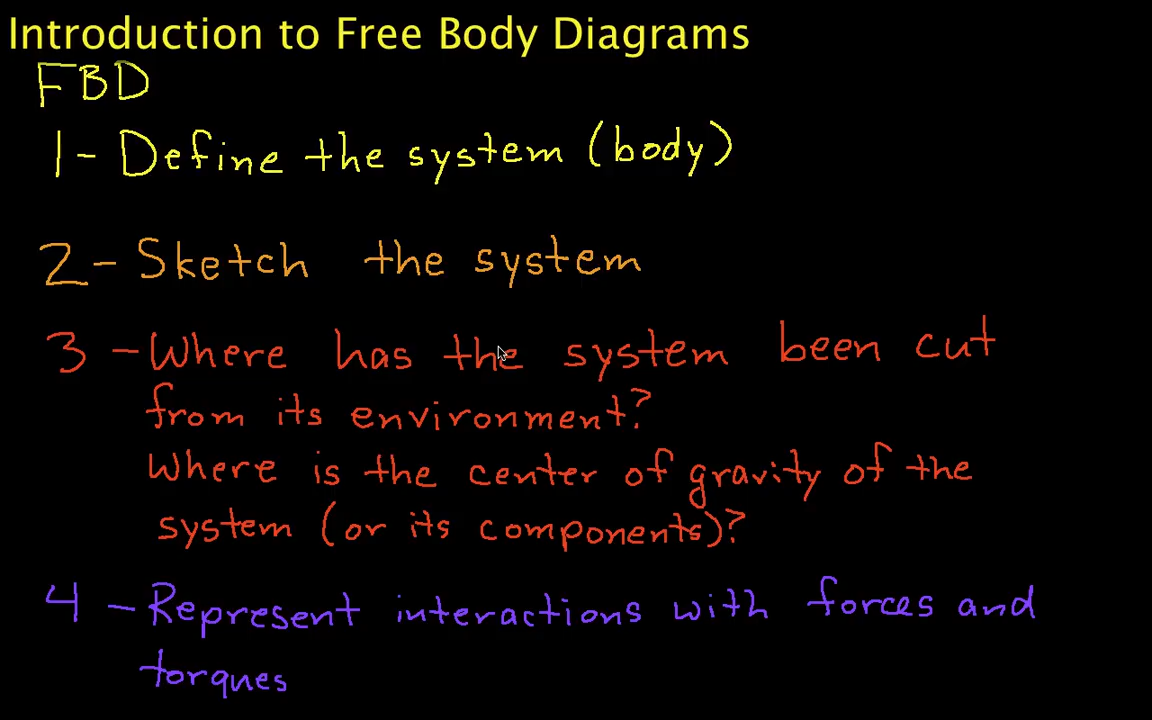 Introduction to Free Body Diagrams
FBD
1- Define the system (body)
2- Sketch the system
3 - Where has the system been cut
from its environment?
Where is the center of gravity of the
system (or its components)?
4 - Represent interactions with forces and
torques